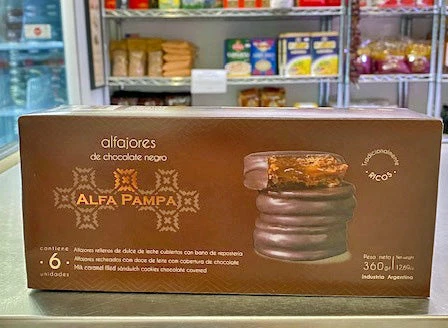 alfajores
de chocolate negro
ALFA PAMPA
contiene
6
unidades
Alfajores rellenos de dulce de leche cubiertos con baño de repostería
Alfajores recheados com doce de leite com cobertura de chocolate
Milk caramel filled sandwich cookies chocolate covered
Tradicionalmente
RICOS
Peso neto / Net weight
360g / 12,69oz
Industria Argentina